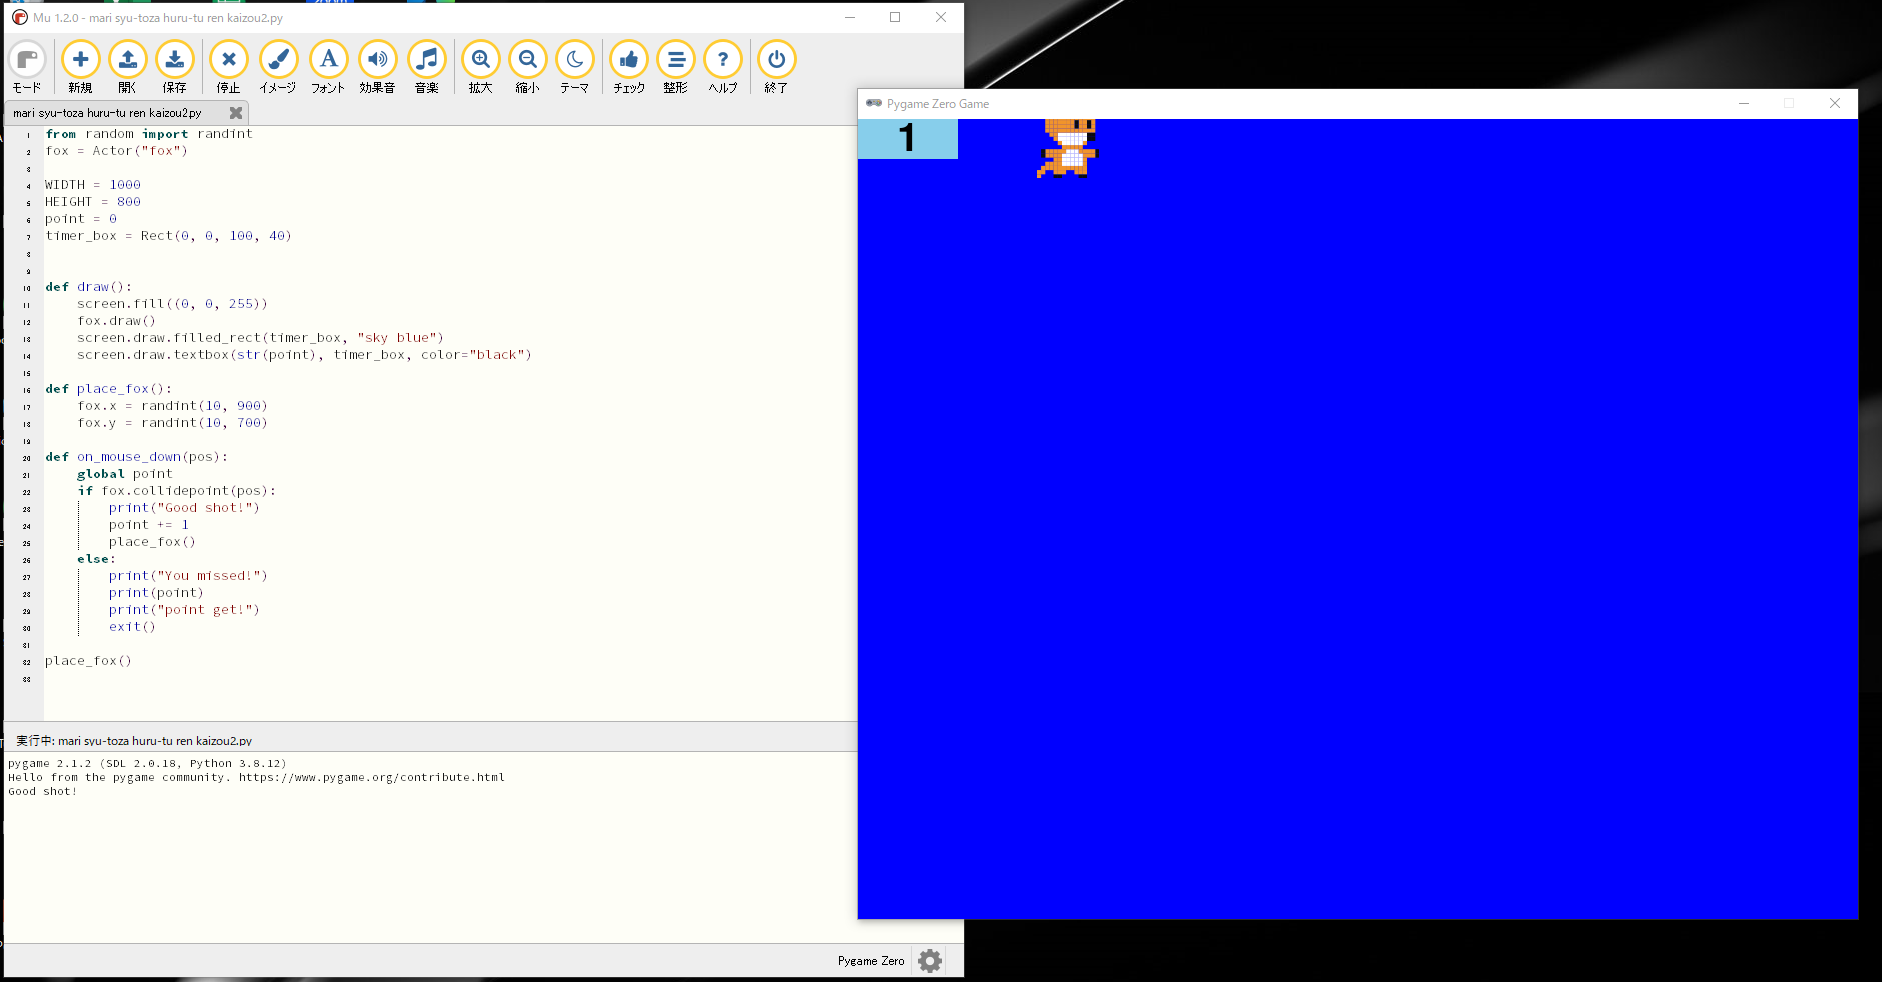 Mu 1.2.0 - mari syu-toza huru-tu ren kaizou2.py
モード 新規 開く 保存 停止 イメージ フォント 効果音 音楽 拡大 縮小 テーマ チェック 整形 ヘルプ 終了
mari syu-toza huru-tu ren kaizou2.py
1 from random import randint
2 fox = Actor("fox")
3
4 WIDTH = 1000
5 HEIGHT = 800
6 point = 0
7 timer_box = Rect(0, 0, 100, 40)
8
9
10 def draw():
11     screen.fill((0, 0, 255))
12     fox.draw()
13     screen.draw.filled_rect(timer_box, "sky blue")
14     screen.draw.textbox(str(point), timer_box, color="black")
15
16 def place_fox():
17     fox.x = randint(10, 900)
18     fox.y = randint(10, 700)
19
20 def on_mouse_down(pos):
21     global point
22     if fox.collidepoint(pos):
23         print("Good shot!")
24         point += 1
25         place_fox()
26     else:
27         print("You missed!")
28         print(point)
29         print("point get!")
30         exit()
31
32 place_fox()
33
実行中: mari syu-toza huru-tu ren kaizou2.py
pygame 2.1.2 (SDL 2.0.18, Python 3.8.12)
Hello from the pygame community. https://www.pygame.org/contribute.html
Good shot!
Pygame Zero
Pygame Zero Game
1